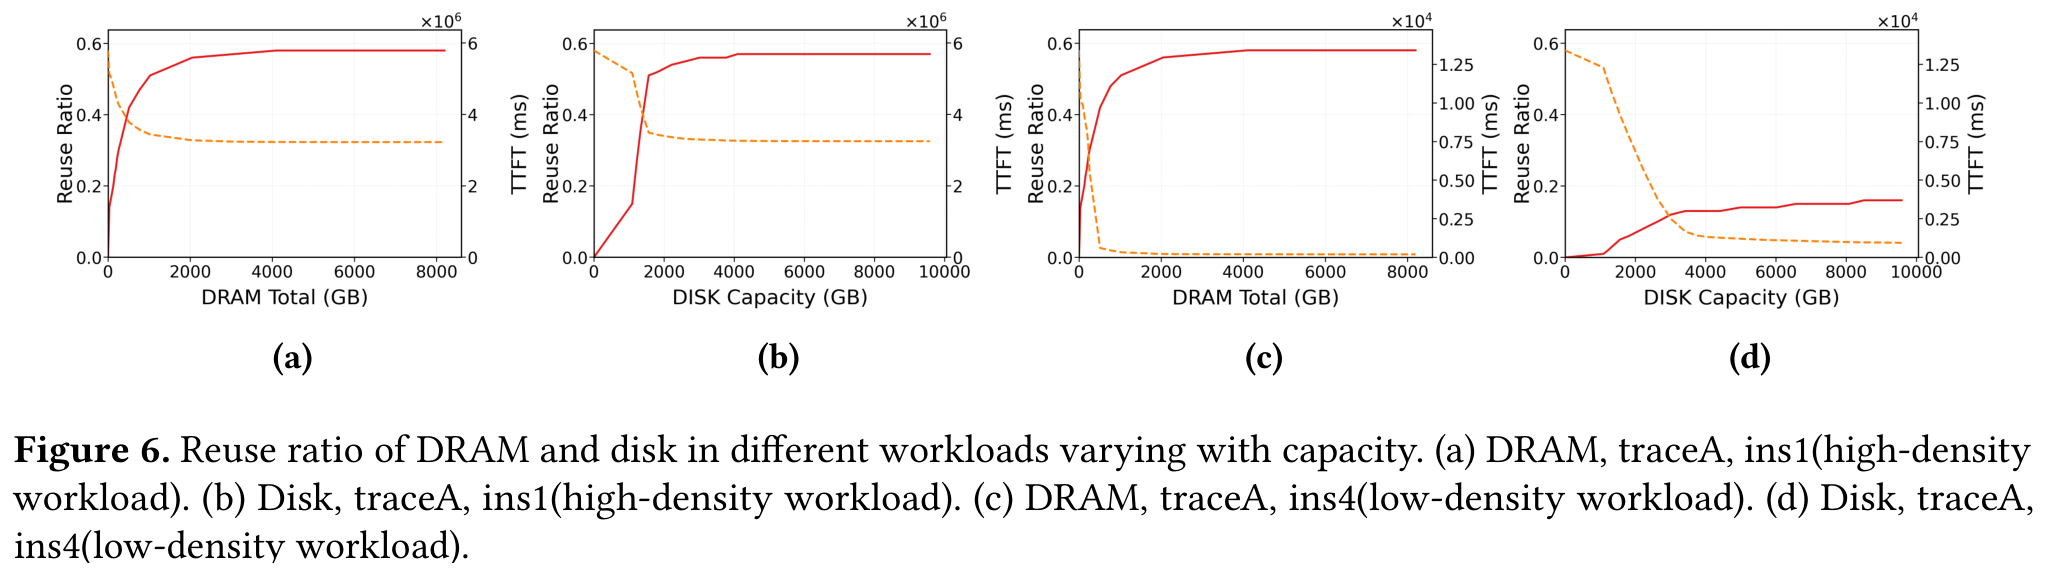 ×10⁶
Reuse Ratio
0.6
0.4
0.2
0.0
6
4
2
0
TTFT (ms)
0 2000 4000 6000 8000
DRAM Total (GB)
(a)
×10⁶
Reuse Ratio
0.6
0.4
0.2
0.0
6
4
2
0
TTFT (ms)
0 2000 4000 6000 8000 10000
DISK Capacity (GB)
(b)
×10⁴
Reuse Ratio
0.6
0.4
0.2
0.0
1.25
1.00
0.75
0.50
0.25
0.00
TTFT (ms)
0 2000 4000 6000 8000
DRAM Total (GB)
(c)
×10⁴
Reuse Ratio
0.6
0.4
0.2
0.0
1.25
1.00
0.75
0.50
0.25
0.00
TTFT (ms)
0 2000 4000 6000 8000 10000
DISK Capacity (GB)
(d)
Figure 6. Reuse ratio of DRAM and disk in different workloads varying with capacity. (a) DRAM, traceA, ins1(high-density
workload). (b) Disk, traceA, ins1(high-density workload). (c) DRAM, traceA, ins4(low-density workload). (d) Disk, traceA,
ins4(low-density workload).